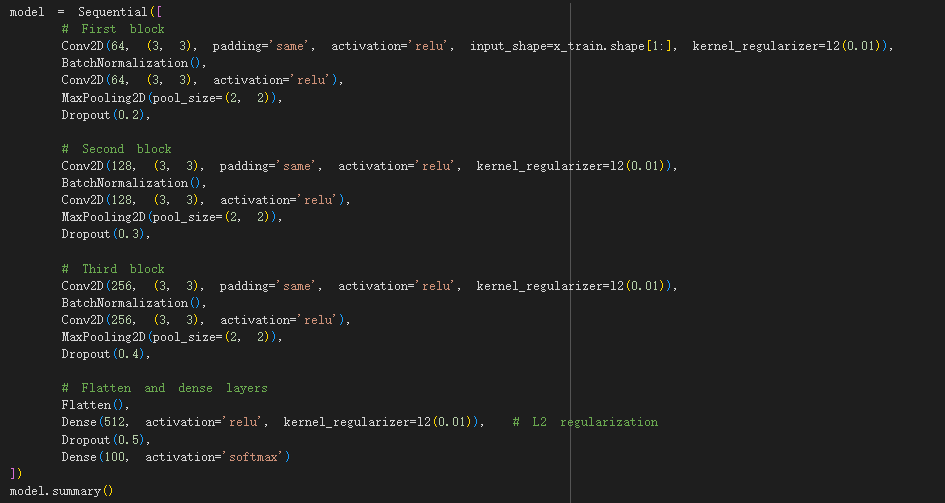 model = Sequential([
# First block
Conv2D(64, (3, 3), padding='same', activation='relu', input_shape=x_train.shape[1:], kernel_regularizer=l2(0.01)),
BatchNormalization(),
Conv2D(64, (3, 3), activation='relu'),
MaxPooling2D(pool_size=(2, 2)),
Dropout(0.2),
# Second block
Conv2D(128, (3, 3), padding='same', activation='relu', kernel_regularizer=l2(0.01)),
BatchNormalization(),
Conv2D(128, (3, 3), activation='relu'),
MaxPooling2D(pool_size=(2, 2)),
Dropout(0.3),
# Third block
Conv2D(256, (3, 3), padding='same', activation='relu', kernel_regularizer=l2(0.01)),
BatchNormalization(),
Conv2D(256, (3, 3), activation='relu'),
MaxPooling2D(pool_size=(2, 2)),
Dropout(0.4),
# Flatten and dense layers
Flatten(),
Dense(512, activation='relu', kernel_regularizer=l2(0.01)), # L2 regularization
Dropout(0.5),
Dense(100, activation='softmax')
])
model.summary()